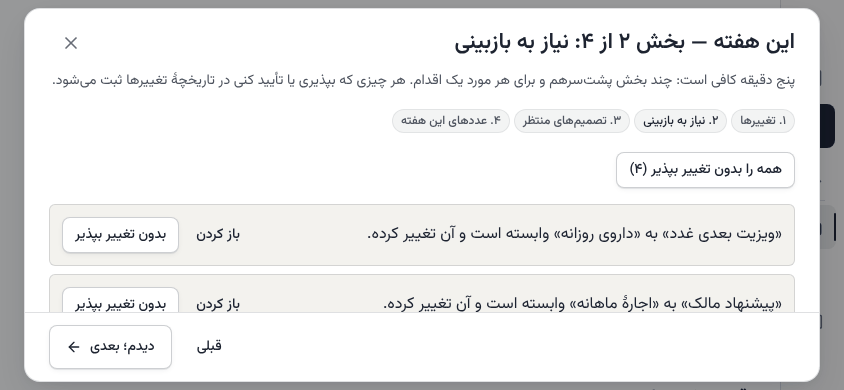 این هفته — بخش ۲ از ۴: نیاز به بازبینی
پنج دقیقه کافی است: چند بخش پشت‌سرهم و برای هر مورد یک اقدام. هر چیزی که بپذیری یا تأیید کنی در تاریخچهٔ تغییرها ثبت می‌شود.
۱. تغییرها ۲. نیاز به بازبینی ۳. تصمیم‌های منتظر ۴. عددهای این هفته
همه را بدون تغییر بپذیر (۴)
«ویزیت بعدی غدد» به «داروی روزانه» وابسته است و آن تغییر کرده. باز کردن بدون تغییر بپذیر
«پیشنهاد مالک» به «اجارهٔ ماهانه» وابسته است و آن تغییر کرده. باز کردن بدون تغییر بپذیر
قبلی دیدم؛ بعدی